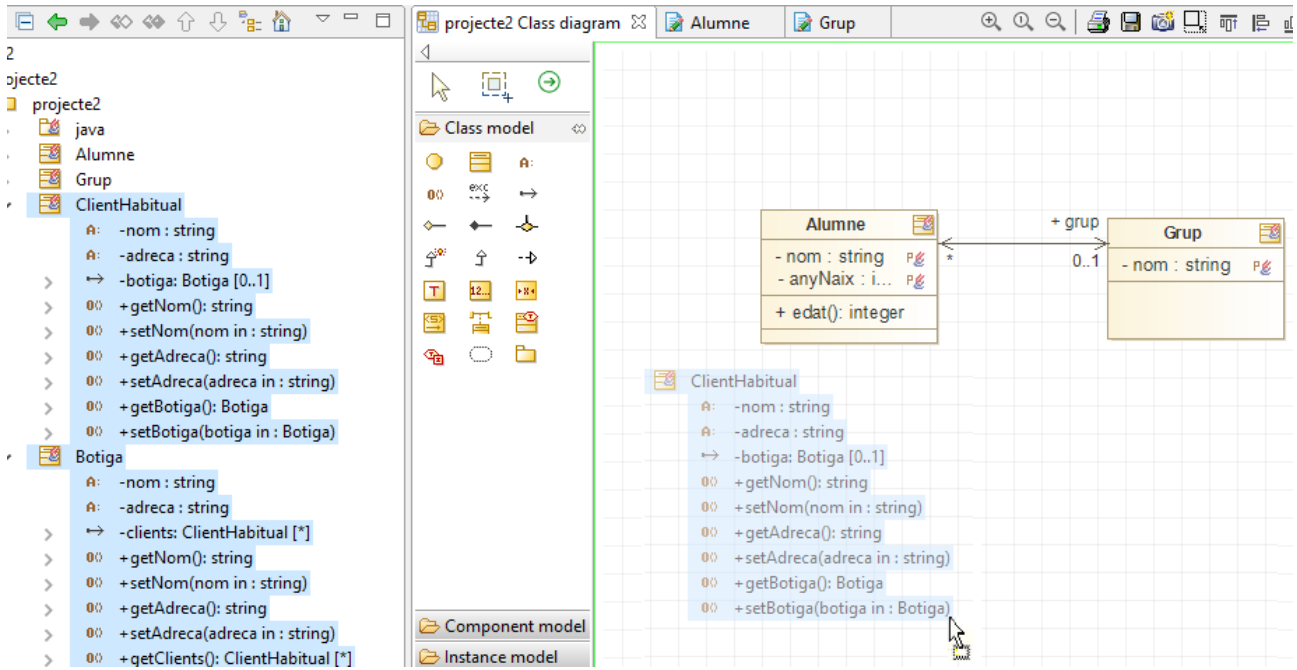 projecte2 Class diagram
Alumne
Grup
2
ojecte2
projecte2
java
Alumne
Grup
ClientHabitual
A: -nom : string
A: -adreca : string
-botiga: Botiga [0..1]
+getNom(): string
+setNom(nom in : string)
+getAdreca(): string
+setAdreca(adreca in : string)
+getBotiga(): Botiga
+setBotiga(botiga in : Botiga)
Botiga
A: -nom : string
A: -adreca : string
-clients: ClientHabitual [*]
+getNom(): string
+setNom(nom in : string)
+getAdreca(): string
+setAdreca(adreca in : string)
+getClients(): ClientHabitual [*]
Class model
A:
exc
T
12...
Component model
Instance model
Alumne
- nom : string
- anyNaix : i...
+ edat(): integer
+ grup
*
0..1
Grup
- nom : string
ClientHabitual
A: -nom : string
A: -adreca : string
-botiga: Botiga [0..1]
+getNom(): string
+setNom(nom in : string)
+getAdreca(): string
+setAdreca(adreca in : string)
+getBotiga(): Botiga
+setBotiga(botiga in : Botiga)